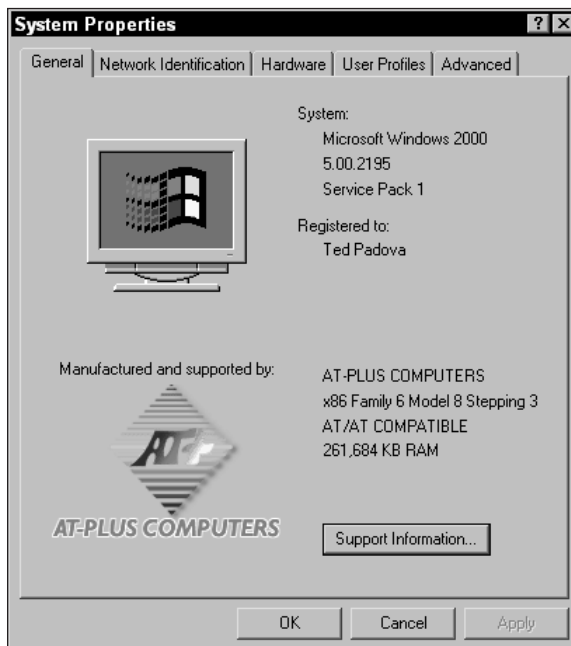 System Properties
General
Network Identification
Hardware
User Profiles
Advanced
System:
Microsoft Windows 2000
5.00.2195
Service Pack 1
Registered to:
Ted Padova
Manufactured and supported by:
AT-PLUS COMPUTERS
AT-PLUS COMPUTERS
x86 Family 6 Model 8 Stepping 3
AT/AT COMPATIBLE
261,684 KB RAM
Support Information...
OK
Cancel
Apply